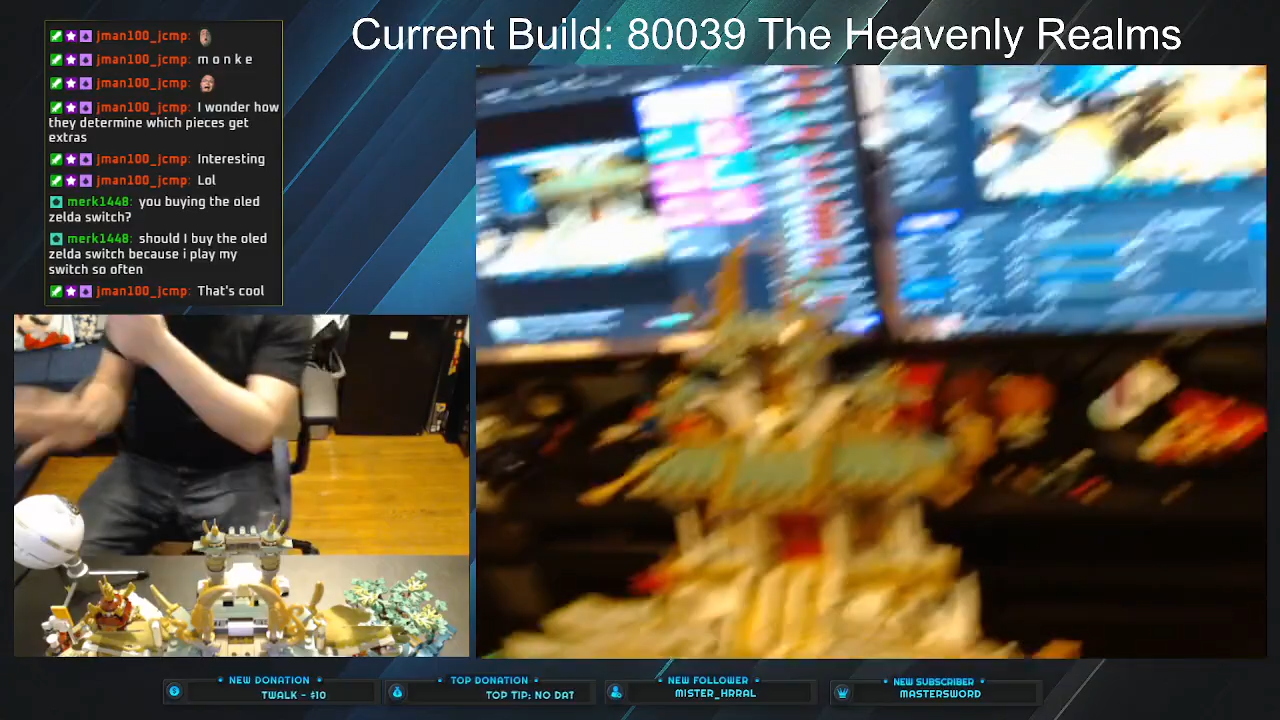 Current Build: 80039 The Heavenly Realms
jman100_jcmp:
jman100_jcmp: m o n k e
jman100_jcmp:
jman100_jcmp: I wonder how
they determine which pieces get
extras
jman100_jcmp: Interesting
jman100_jcmp: Lol
merk1448: you buying the oled
zelda switch?
merk1448: should I buy the oled
zelda switch because i play my
switch so often
jman100_jcmp: That's cool
NEW DONATION
TWALK - $10
TOP DONATION
TOP TIP: NO DAT
NEW FOLLOWER
MISTER_HRRAL
NEW SUBSCRIBER
MASTERSWORD